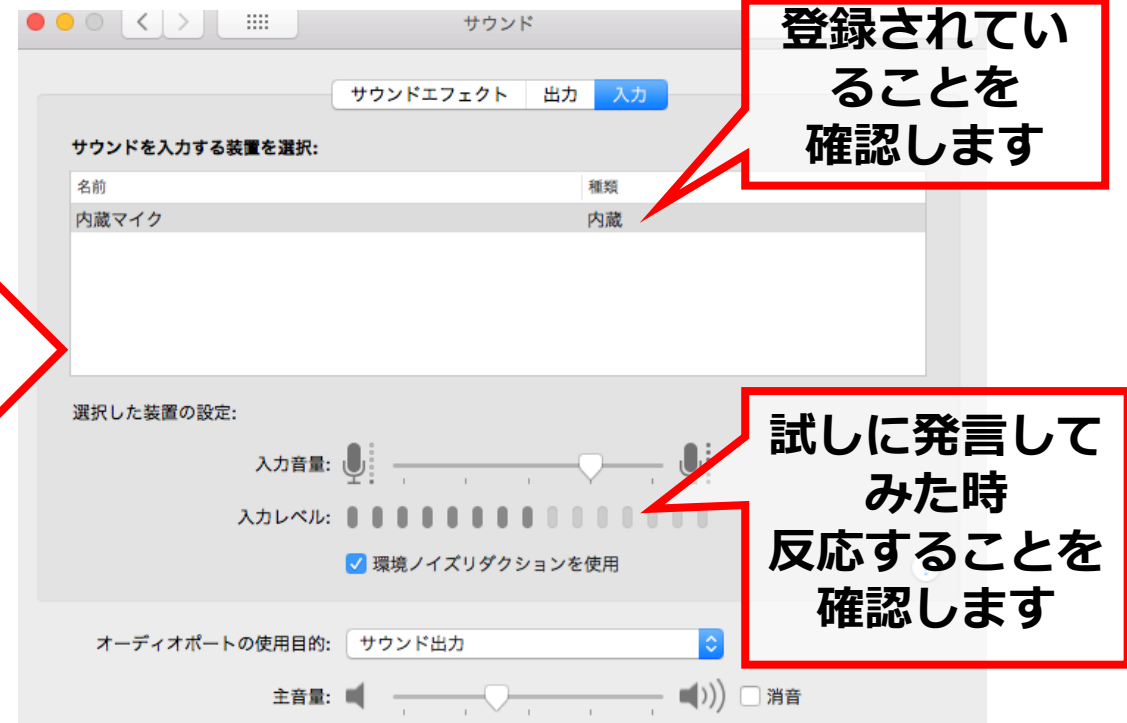 サウンド
登録されてい
ることを
確認します
サウンドエフェクト 出力 入力
サウンドを入力する装置を選択:
名前 種類
内蔵マイク 内蔵
選択した装置の設定:
入力音量:
入力レベル:
環境ノイズリダクションを使用
試しに発言して
みた時
反応することを
確認します
オーディオポートの使用目的: サウンド出力
主音量: 消音